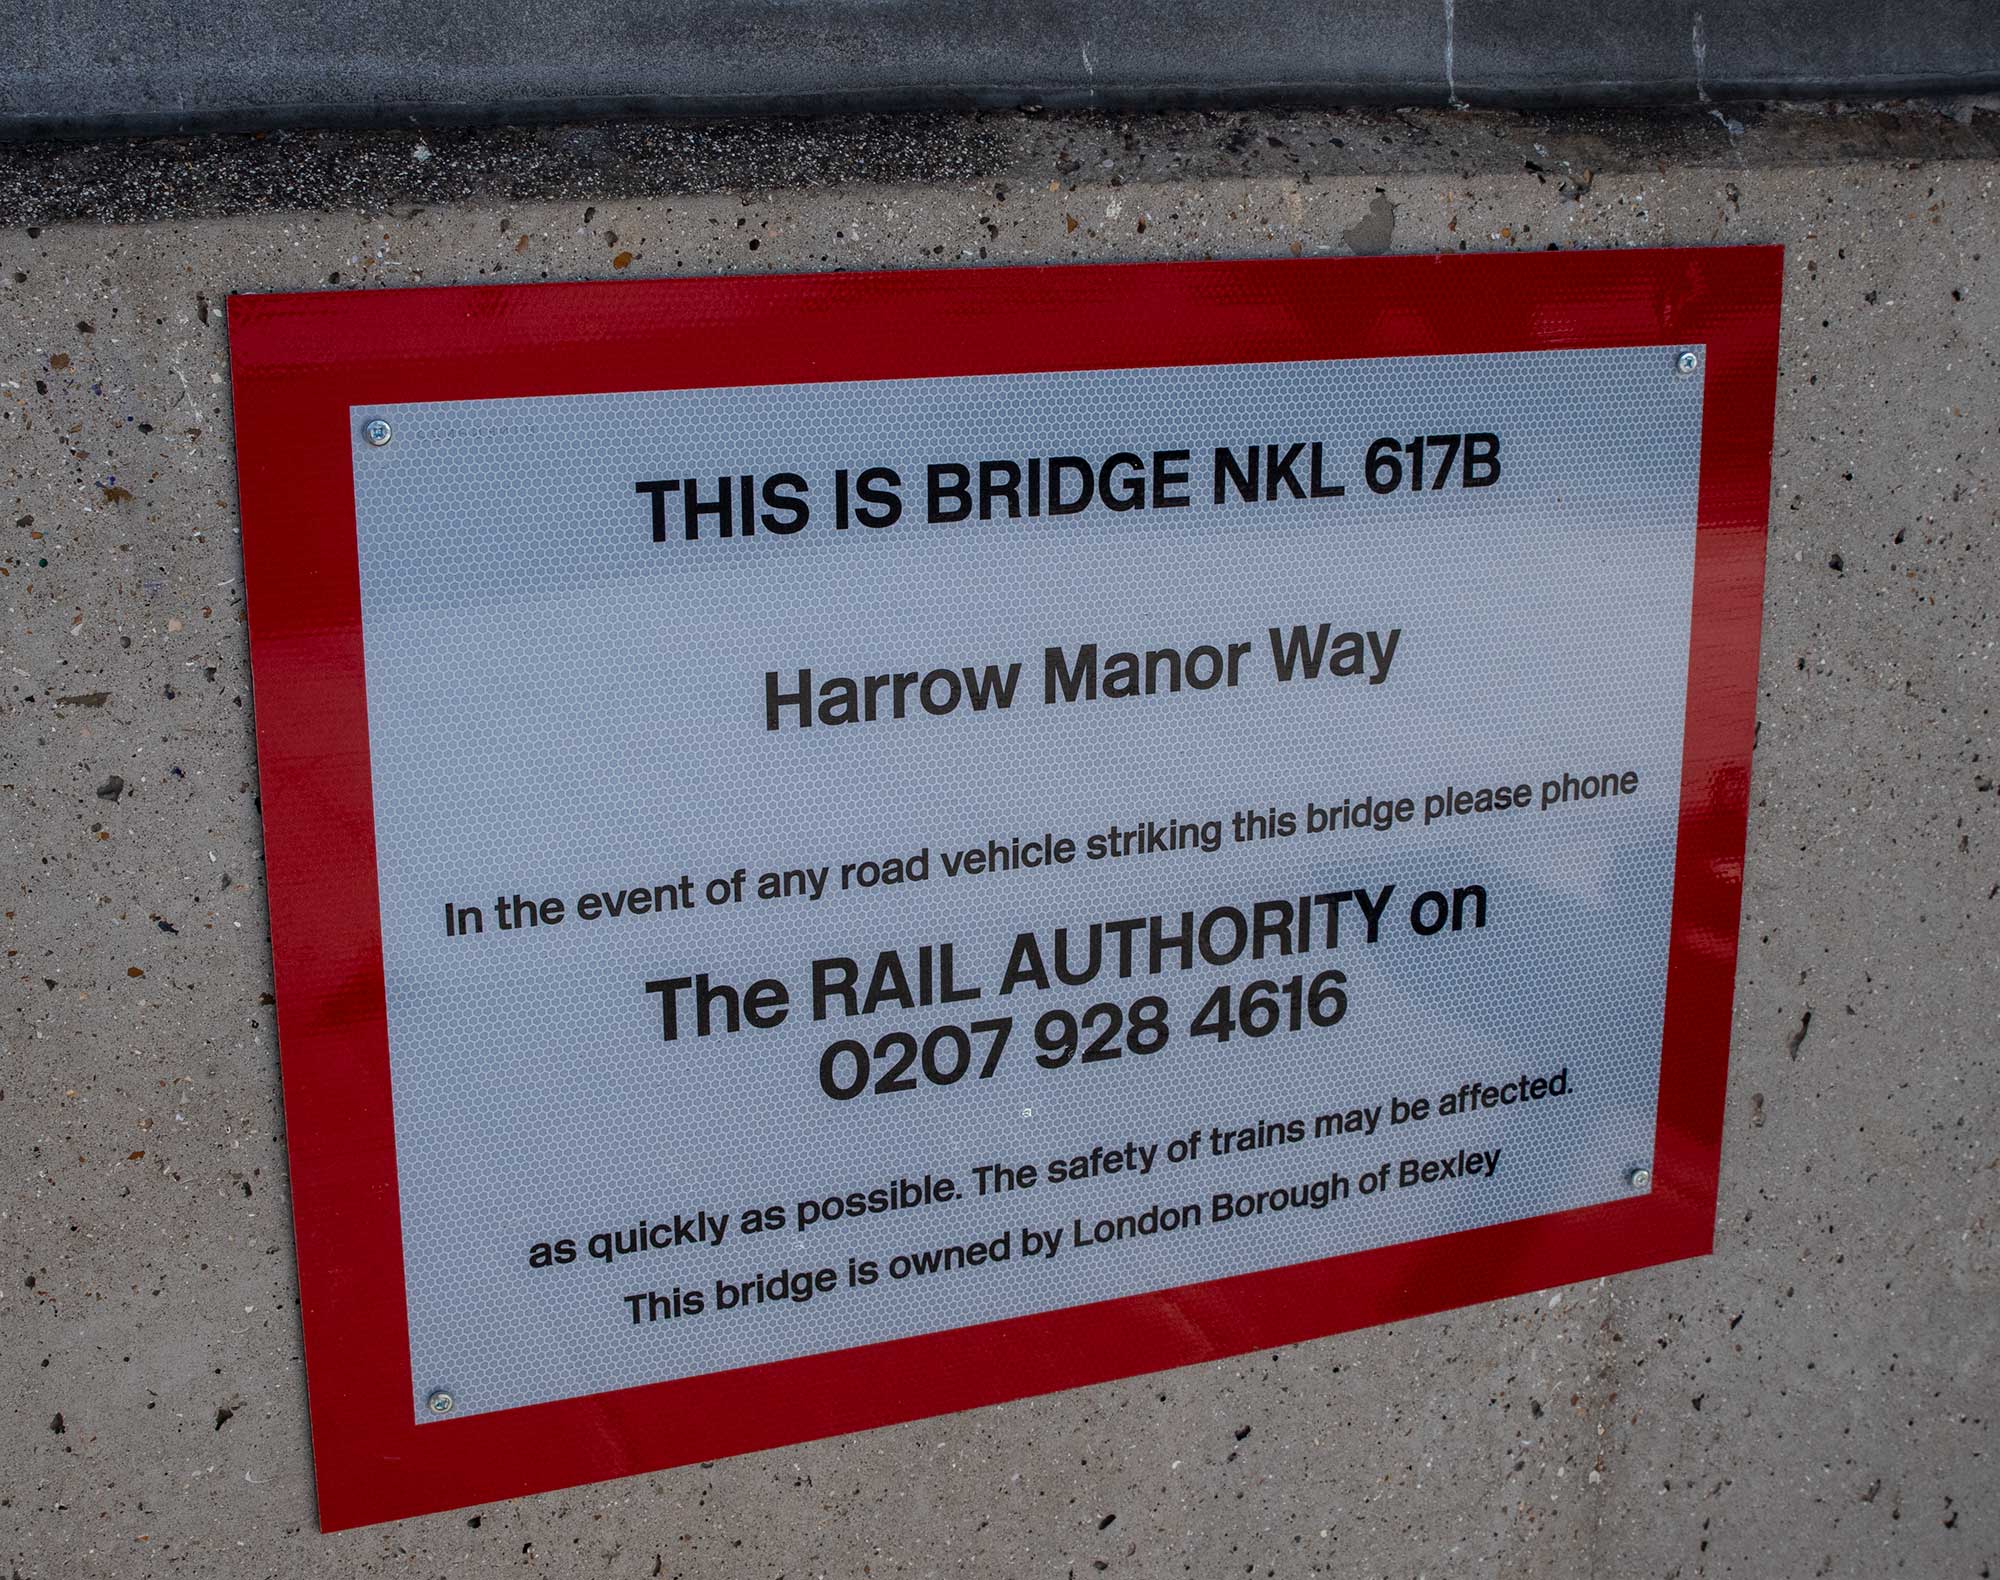 THIS IS BRIDGE NKL 617B
Harrow Manor Way
In the event of any road vehicle striking this bridge please phone
The RAIL AUTHORITY on
0207 928 4616
as quickly as possible. The safety of trains may be affected.
This bridge is owned by London Borough of Bexley